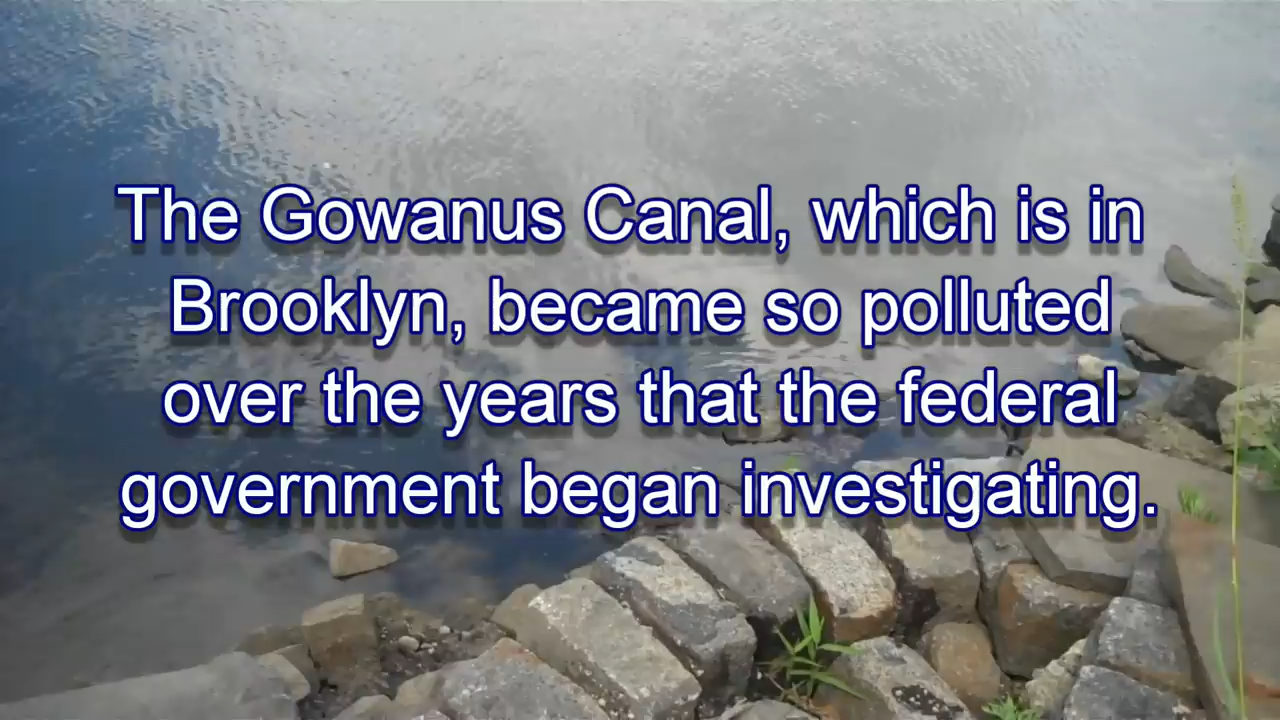 The Gowanus Canal, which is in
Brooklyn, became so polluted
over the years that the federal
government began investigating.